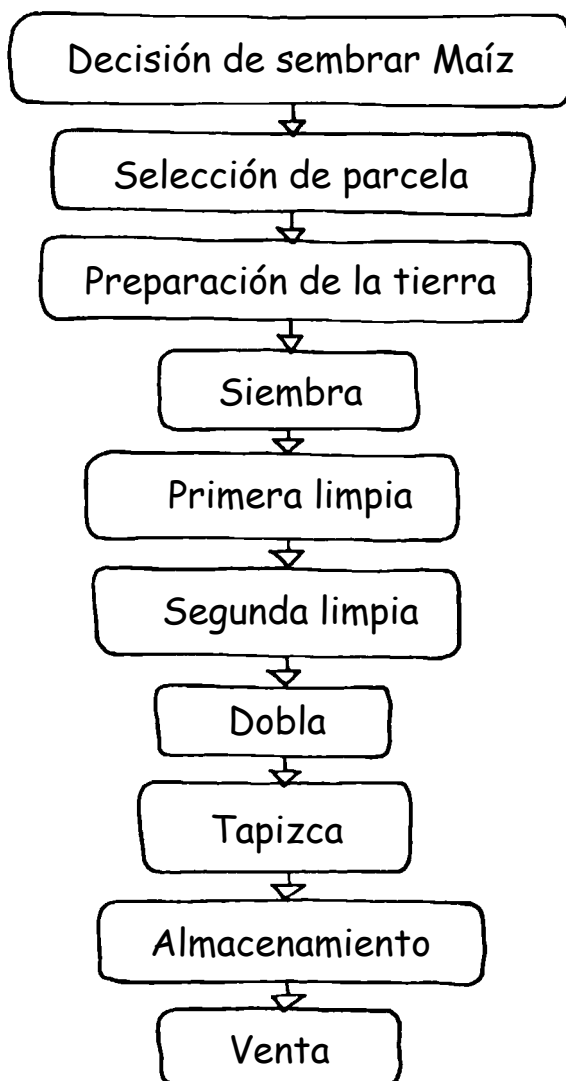 Decisión de sembrar Maíz
Selección de parcela
Preparación de la tierra
Siembra
Primera limpia
Segunda limpia
Dobla
Tapizca
Almacenamiento
Venta